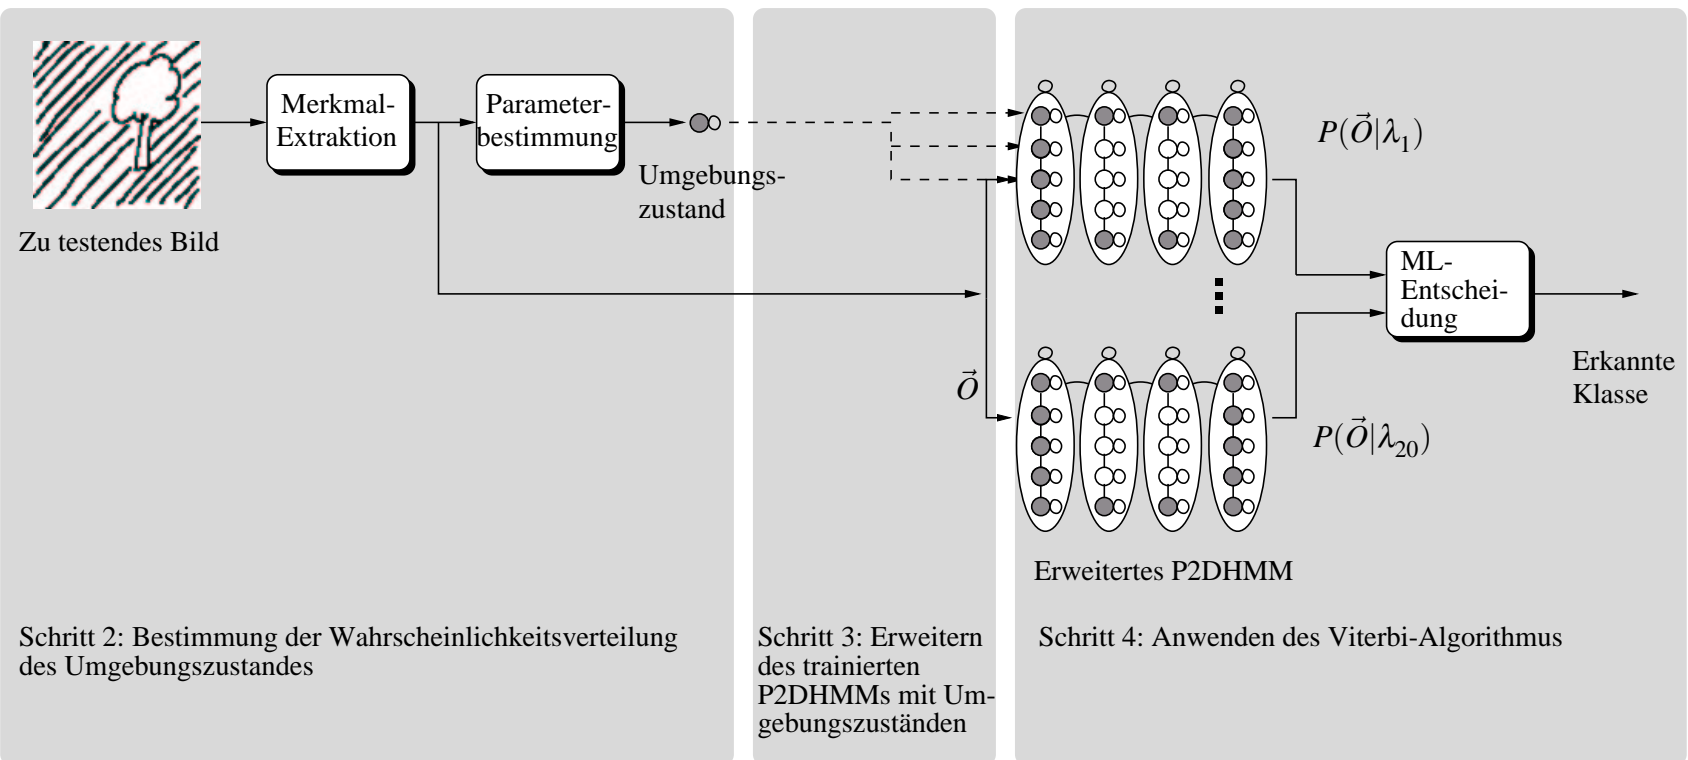 Merkmal-
Extraktion
Parameter-
bestimmung
Umgebungs-
zustand
Zu testendes Bild
P(O⃗|λ₁)
ML-
Entschei-
dung
O⃗
Erkannte
Klasse
P(O⃗|λ₂₀)
Erweitertes P2DHMM
Schritt 2: Bestimmung der Wahrscheinlichkeitsverteilung
des Umgebungszustandes
Schritt 3: Erweitern
des trainierten
P2DHMMs mit Um-
gebungszuständen
Schritt 4: Anwenden des Viterbi-Algorithmus